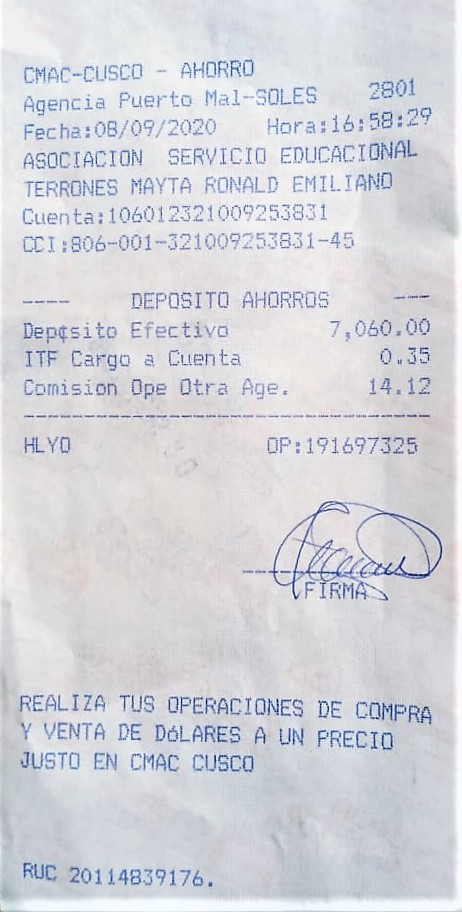 CMAC-CUSCO - AHORRO
Agencia Puerto Mal-SOLES 2801
Fecha:08/09/2020 Hora:16:58:29
ASOCIACION SERVICIO EDUCACIONAL
TERRONES MAYTA RONALD EMILIANO
Cuenta:106012321009253831
CCI:806-001-321009253831-45
---- DEPOSITO AHORROS ---
Dep¢sito Efectivo 7,060.00
ITF Cargo a Cuenta 0.35
Comision Ope Otra Age. 14.12
HLYO OP:191697325
FIRMA
REALIZA TUS OPERACIONES DE COMPRA
Y VENTA DE DóLARES A UN PRECIO
JUSTO EN CMAC CUSCO
RUC 20114839176.